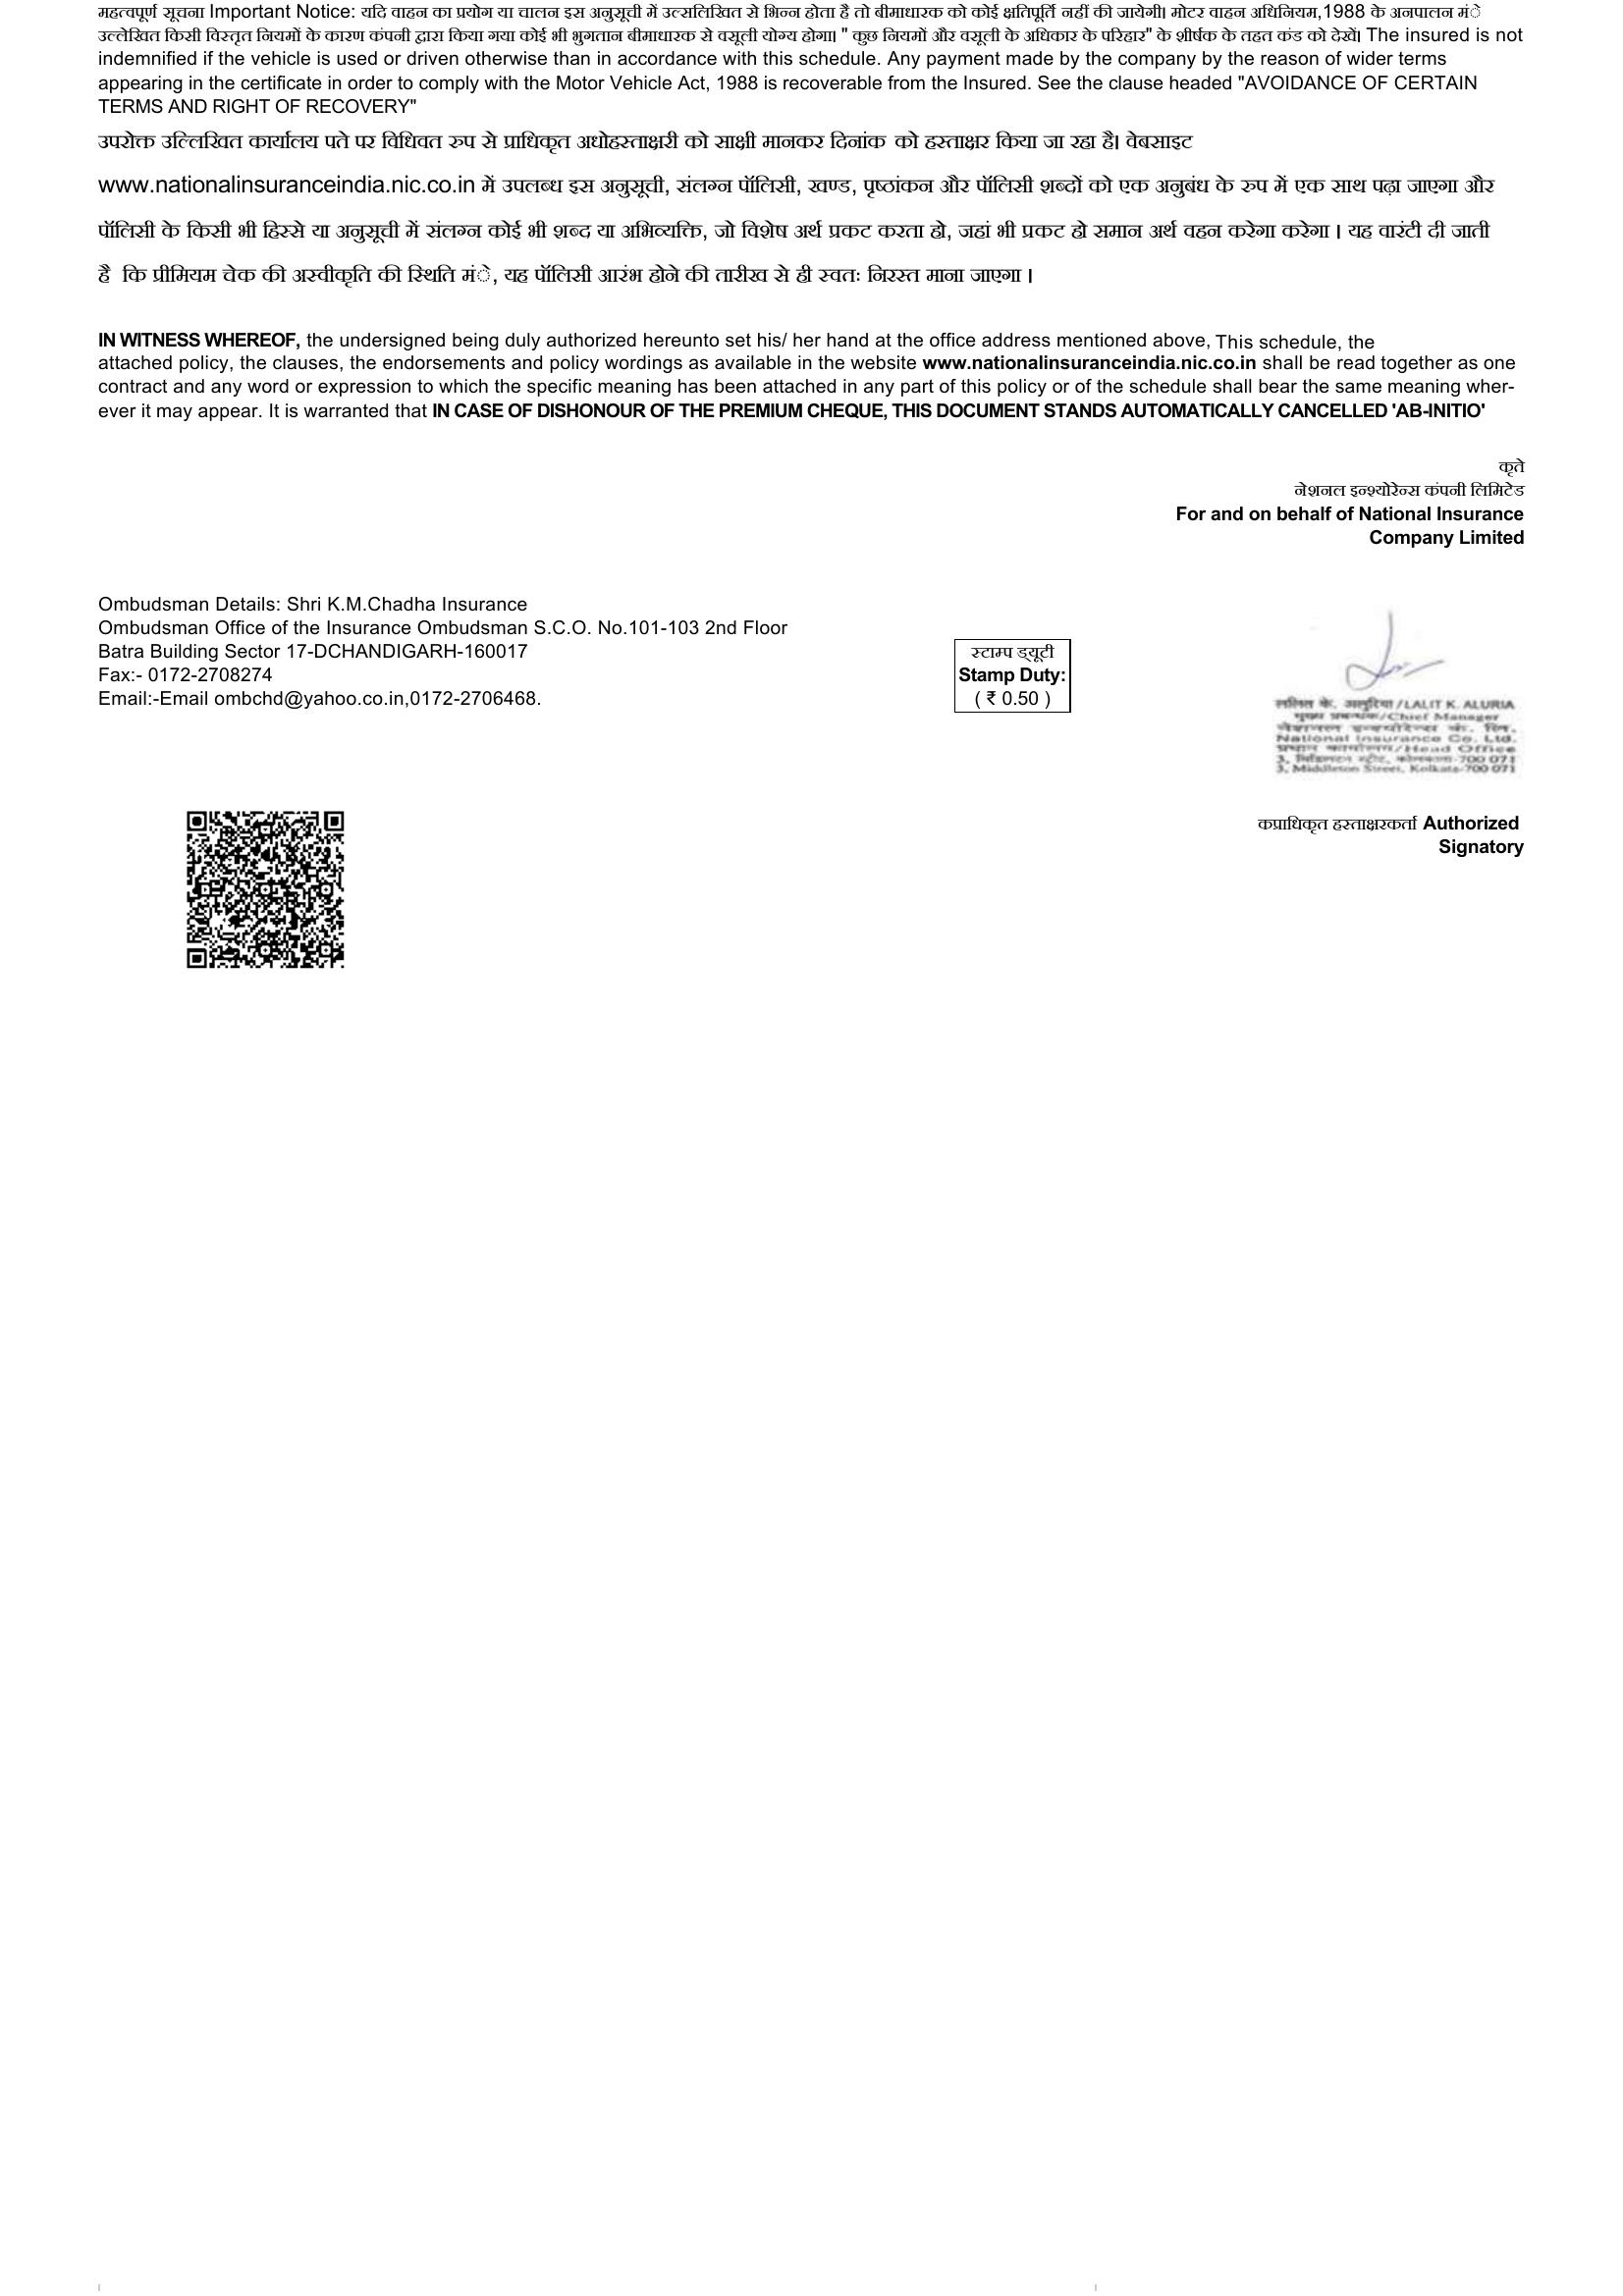 महत्वपूर्ण सूचना Important Notice: यदि वाहन का प्रयोग या चालन इस अनुसूची में उल्सलिखित से भिन्न होता है तो बीमाधारक को कोई क्षतिपूर्ति नहीं की जायेगी। मोटर वाहन अधिनियम,1988 के अनपालन मंे
उल्लेखित किसी विस्तृत नियमों के कारण कंपनी द्वारा किया गया कोई भी भुगतान बीमाधारक से वसूली योग्य होगा। " कुछ नियमों और वसूली के अधिकार के परिहार" के शीर्षक के तहत कंड को देखें। The insured is not
indemnified if the vehicle is used or driven otherwise than in accordance with this schedule. Any payment made by the company by the reason of wider terms
appearing in the certificate in order to comply with the Motor Vehicle Act, 1988 is recoverable from the Insured. See the clause headed "AVOIDANCE OF CERTAIN
TERMS AND RIGHT OF RECOVERY"
उपरोक्त उल्लिखित कार्यालय पते पर विधिवत रुप से प्राधिकृत अधोहस्ताक्षरी को साक्षी मानकर दिनांक को हस्ताक्षर किया जा रहा है। वेबसाइट
www.nationalinsuranceindia.nic.co.in में उपलब्ध इस अनुसूची, संलग्न पॉलिसी, खण्ड, पृष्ठांकन और पॉलिसी शब्दों को एक अनुबंध के रुप में एक साथ पढ़ा जाएगा और
पॉलिसी के किसी भी हिस्से या अनुसूची में संलग्न कोई भी शब्द या अभिव्यक्ति, जो विशेष अर्थ प्रकट करता हो, जहां भी प्रकट हो समान अर्थ वहन करेगा करेगा । यह वारंटी दी जाती
है कि प्रीमियम चेक की अस्वीकृति की स्थिति मंे, यह पॉलिसी आरंभ होने की तारीख से ही स्वतः निरस्त माना जाएगा ।
IN WITNESS WHEREOF, the undersigned being duly authorized hereunto set his/ her hand at the office address mentioned above, This schedule, the
attached policy, the clauses, the endorsements and policy wordings as available in the website www.nationalinsuranceindia.nic.co.in shall be read together as one
contract and any word or expression to which the specific meaning has been attached in any part of this policy or of the schedule shall bear the same meaning wher-
ever it may appear. It is warranted that IN CASE OF DISHONOUR OF THE PREMIUM CHEQUE, THIS DOCUMENT STANDS AUTOMATICALLY CANCELLED 'AB-INITIO'
कृते
नेशनल इन्श्योरेन्स कंपनी लिमिटेड
For and on behalf of National Insurance
Company Limited
Ombudsman Details: Shri K.M.Chadha Insurance
Ombudsman Office of the Insurance Ombudsman S.C.O. No.101-103 2nd Floor
Batra Building Sector 17-DCHANDIGARH-160017
Fax:- 0172-2708274
Email:-Email ombchd@yahoo.co.in,0172-2706468.
स्टाम्प ड्यूटी
Stamp Duty:
( ₹ 0.50 )
ललित के. आलुरिया/LALIT K. ALURIA
मुख्य प्रबन्धक/Chief Manager
नेशनल इन्श्योरेन्स कं. लि.
National Insurance Co. Ltd.
प्रधान कार्यालय/Head Office
3, मिडिलटन स्ट्रीट, कोलकाता-700 071
3, Middleton Street, Kolkata-700 071
कप्राधिकृत हस्ताक्षरकर्ता Authorized
Signatory